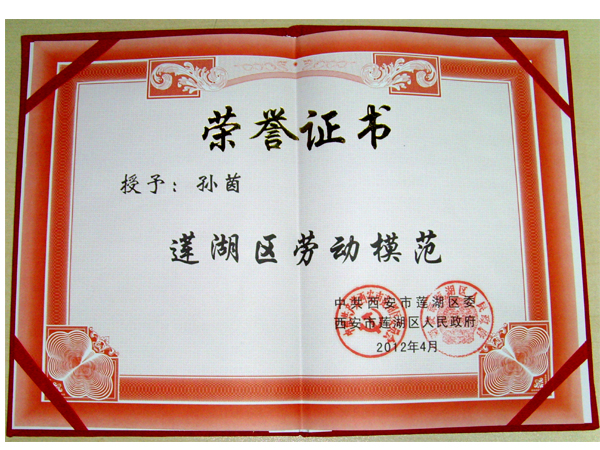 荣誉证书
授予：孙茵
莲湖区劳动模范
中共西安市莲湖区委
西安市莲湖区人民政府
2012年4月